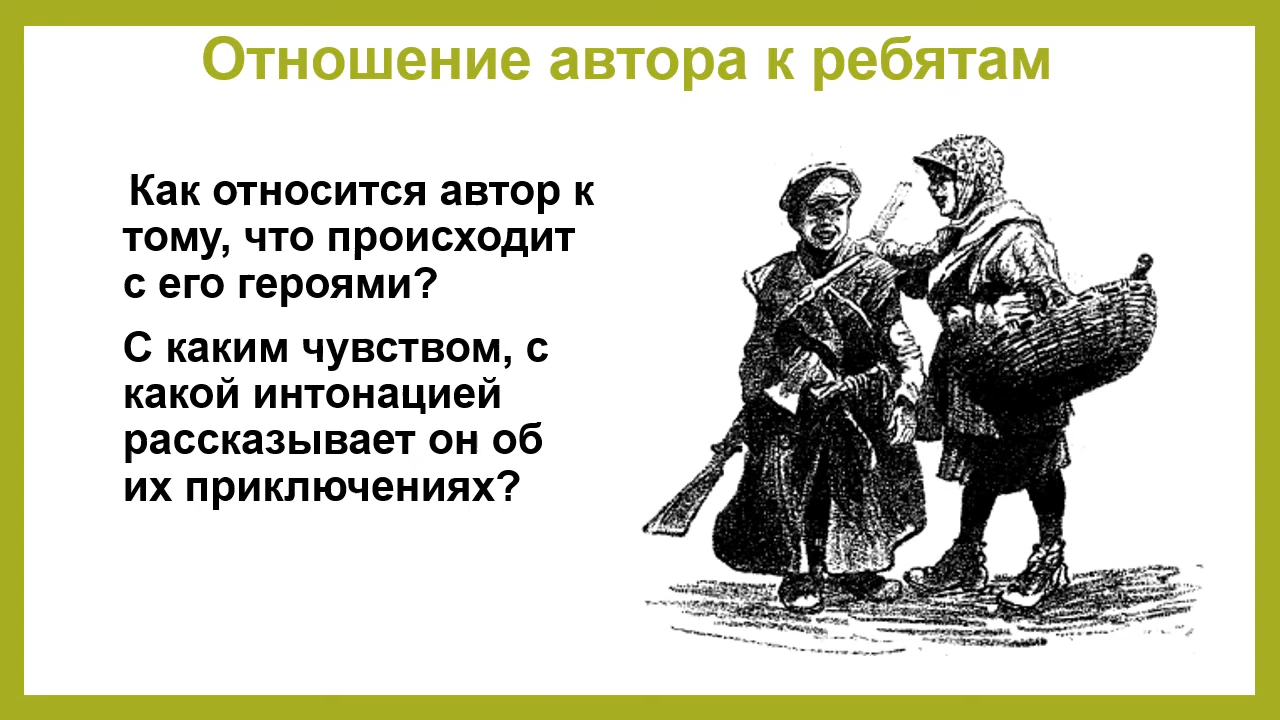 Отношение автора к ребятам
Как относится автор к
тому, что происходит
с его героями?
С каким чувством, с
какой интонацией
рассказывает он об
их приключениях?